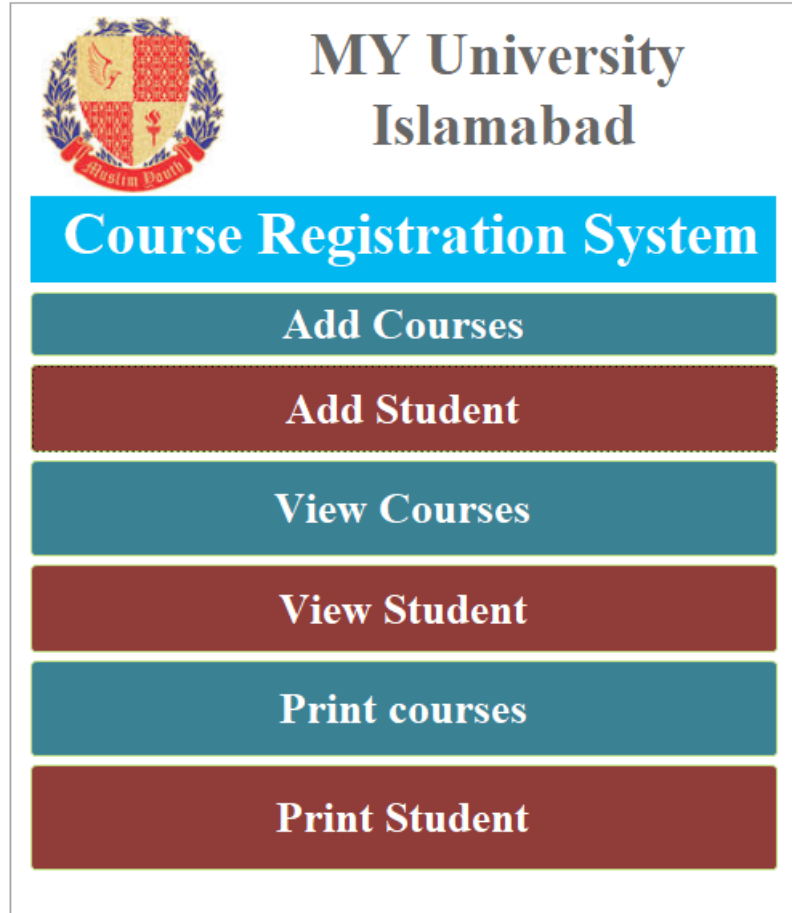 MY University
Islamabad
Muslim Youth
Course Registration System
Add Courses
Add Student
View Courses
View Student
Print courses
Print Student